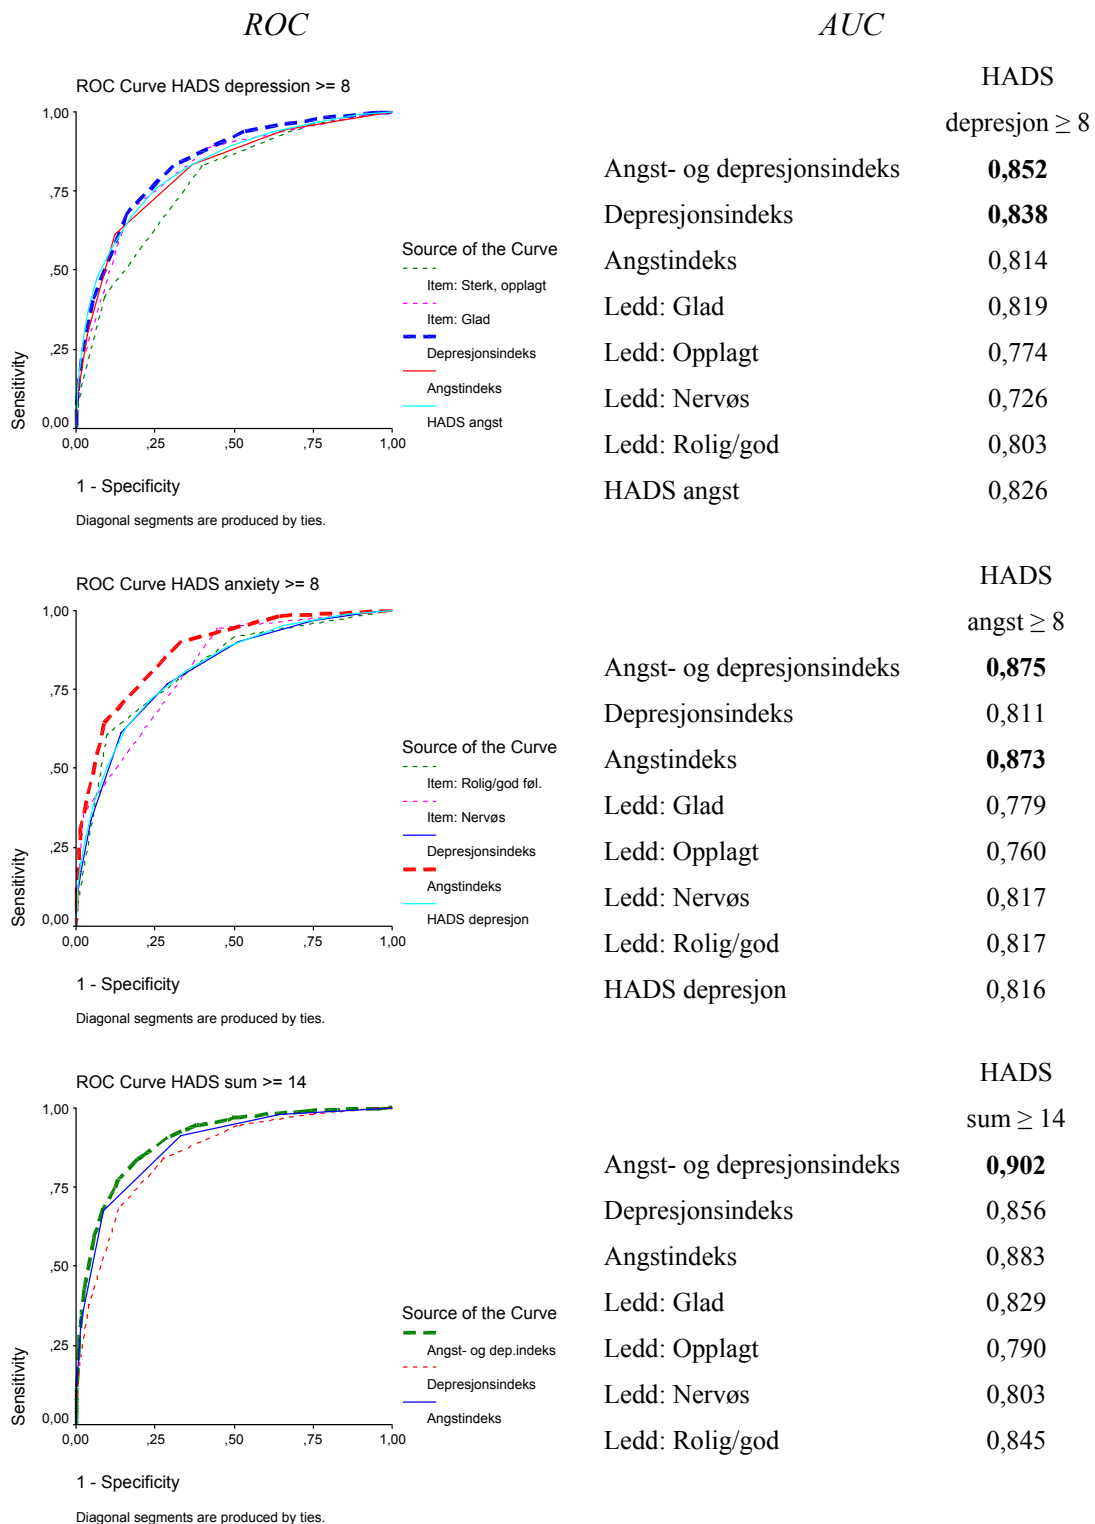 ROC
AUC
ROC Curve HADS depression >= 8
1,00
,75
,50
,25
0,00
Sensitivity
0,00 ,25 ,50 ,75 1,00
1 - Specificity
Diagonal segments are produced by ties.
Source of the Curve
Item: Sterk, opplagt
Item: Glad
Depresjonsindeks
Angstindeks
HADS angst
HADS
depresjon ≥ 8
Angst- og depresjonsindeks 0,852
Depresjonsindeks 0,838
Angstindeks 0,814
Ledd: Glad 0,819
Ledd: Opplagt 0,774
Ledd: Nervøs 0,726
Ledd: Rolig/god 0,803
HADS angst 0,826
ROC Curve HADS anxiety >= 8
1,00
,75
,50
,25
0,00
Sensitivity
0,00 ,25 ,50 ,75 1,00
1 - Specificity
Diagonal segments are produced by ties.
Source of the Curve
Item: Rolig/god føl.
Item: Nervøs
Depresjonsindeks
Angstindeks
HADS depresjon
HADS
angst ≥ 8
Angst- og depresjonsindeks 0,875
Depresjonsindeks 0,811
Angstindeks 0,873
Ledd: Glad 0,779
Ledd: Opplagt 0,760
Ledd: Nervøs 0,817
Ledd: Rolig/god 0,817
HADS depresjon 0,816
ROC Curve HADS sum >= 14
1,00
,75
,50
,25
0,00
Sensitivity
0,00 ,25 ,50 ,75 1,00
1 - Specificity
Diagonal segments are produced by ties.
Source of the Curve
Angst- og dep.indeks
Depresjonsindeks
Angstindeks
HADS
sum ≥ 14
Angst- og depresjonsindeks 0,902
Depresjonsindeks 0,856
Angstindeks 0,883
Ledd: Glad 0,829
Ledd: Opplagt 0,790
Ledd: Nervøs 0,803
Ledd: Rolig/god 0,845